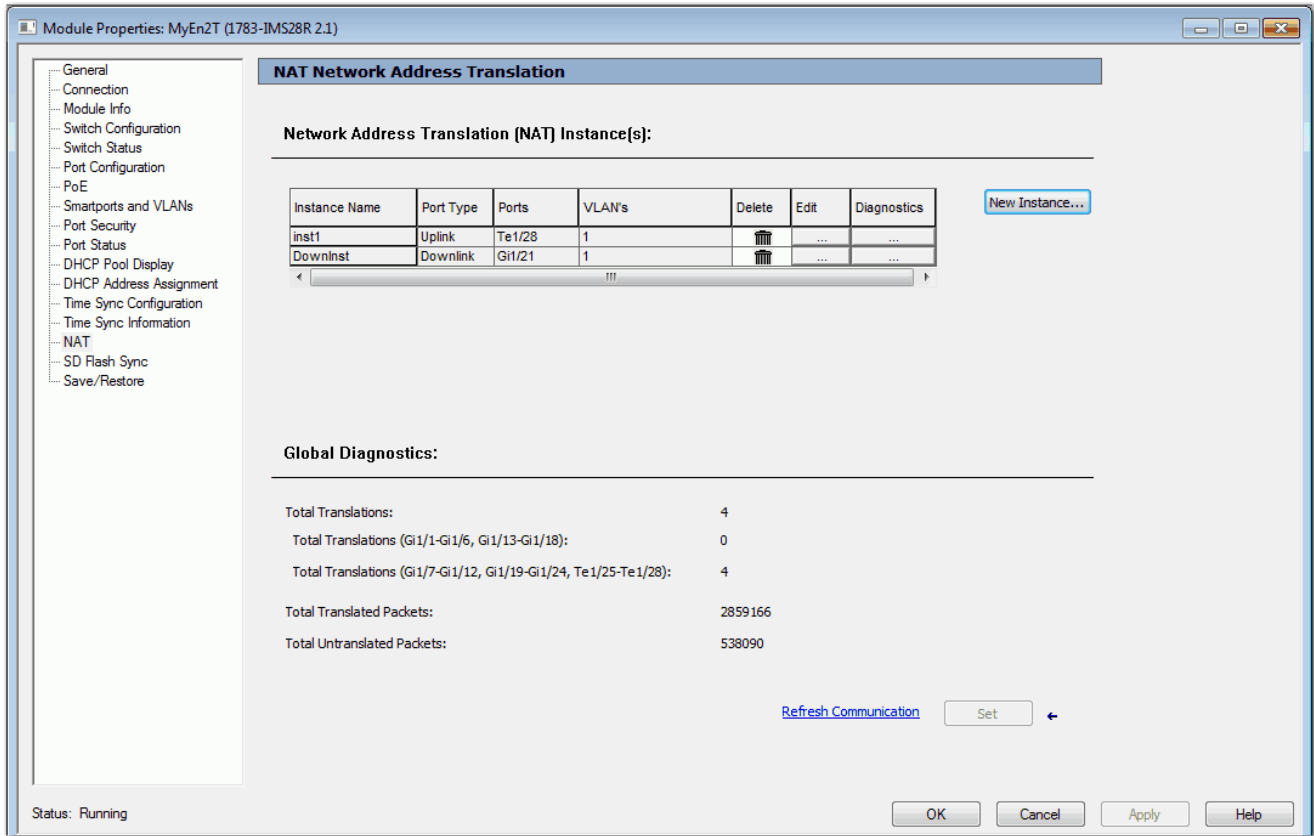 Module Properties: MyEn2T (1783-IMS28R 2.1)
General
Connection
Module Info
Switch Configuration
Switch Status
Port Configuration
PoE
Smartports and VLANs
Port Security
Port Status
DHCP Pool Display
DHCP Address Assignment
Time Sync Configuration
Time Sync Information
NAT
SD Flash Sync
Save/Restore
NAT Network Address Translation
Network Address Translation (NAT) Instance(s):
Instance Name Port Type Ports VLAN's Delete Edit Diagnostics
inst1 Uplink Te1/28 1 ... ...
DownInst Downlink Gi1/21 1 ... ...
New Instance...
Global Diagnostics:
Total Translations: 4
Total Translations (Gi1/1-Gi1/6, Gi1/13-Gi1/18): 0
Total Translations (Gi1/7-Gi1/12, Gi1/19-Gi1/24, Te1/25-Te1/28): 4
Total Translated Packets: 2859166
Total Untranslated Packets: 538090
Refresh Communication Set
Status: Running
OK Cancel Apply Help